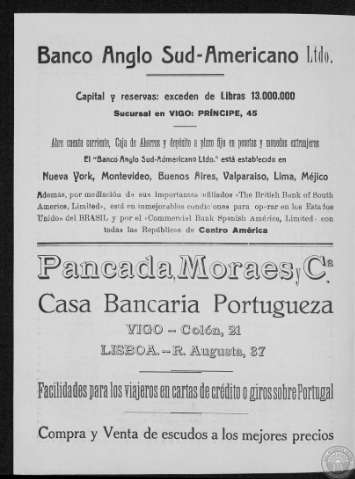 Banco Anglo Sud-Americano Ltdo.
Capital y reservas: exceden de Libras 13.000.000
Sucursal en VIGO: PRÍNCIPE, 45
Abre cuenta corriente, Caja de Ahorros y depósito a plazo fijo en pesetas y monedas extranjeras
El "Banco Anglo Sud-Admericano Ltdo." está establecido en
Nueva York, Montevideo, Buenos Aires, Valparaiso, Lima, Méjico
Además, por mediación de sus importantes afiliados «The British Bank of South
America, Limited», está en inmejorables condiciones para operar en los Estados
Unidos del BRASIL y por el «Commercial Bank Spanish América, Limited» con
todas las Repúblicas de Centro América
Pancada, Moraes y C.ª
Casa Bancaria Portugueza
VIGO -- Colón, 21
LISBOA. -- R. Augusta, 37
Facilidades para los viajeros en cartas de crédito o giros sobre Portugal
Compra y Venta de escudos a los mejores precios